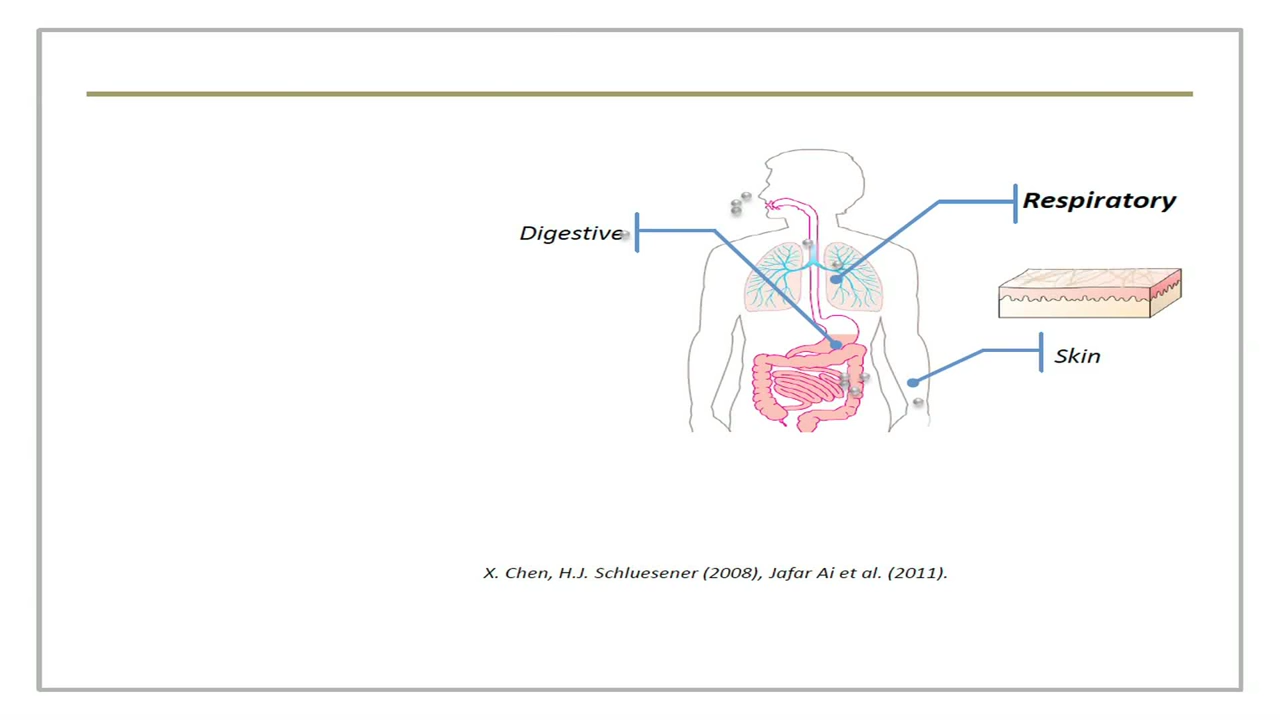 Respiratory
Digestive
Skin
X. Chen, H.J. Schluesener (2008), Jafar Ai et al. (2011).